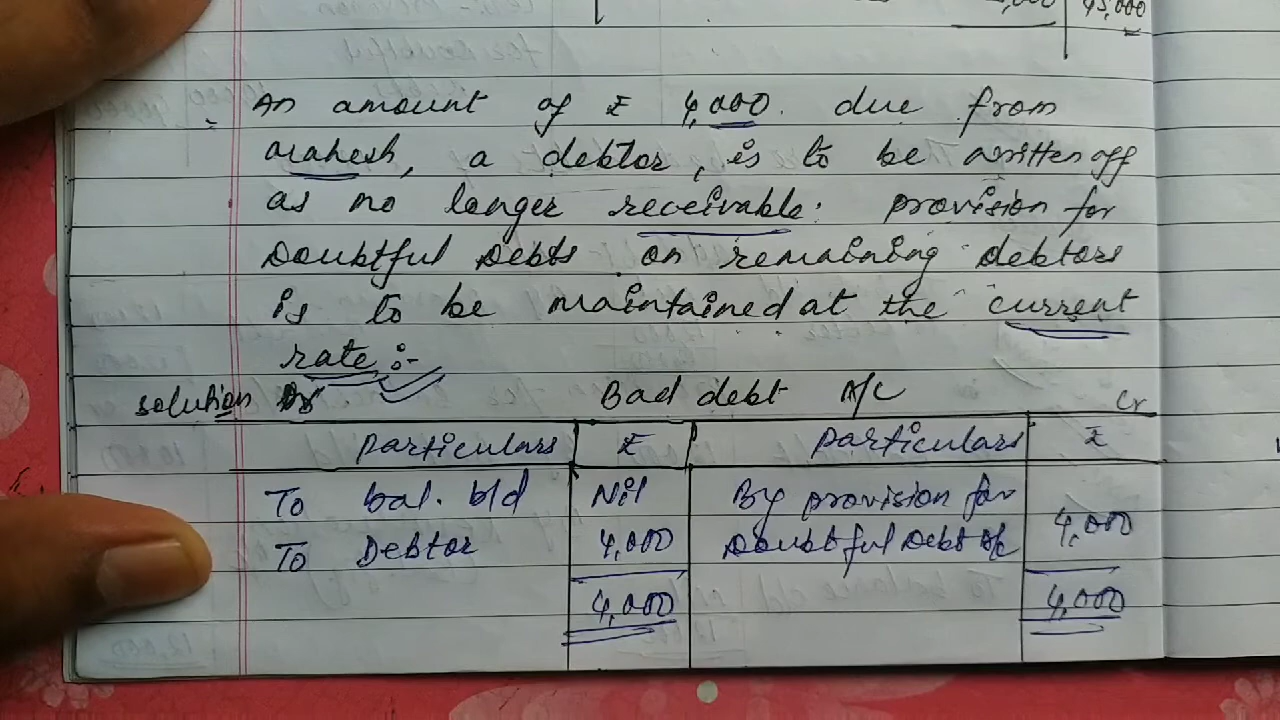 45,000
An amount of ₹ 4,000. due from
Mahesh, a debtor, is to be written off
as no longer receivable. provision for
Doubtful Debts on remaining debtors
is to be maintained at the current
rate :-
solution Dr Bad debt A/C Cr
Particulars ₹ Particulars ₹
To bal. b/d Nil By provision for
To Debtor 4,000 Doubtful Debt A/c 4,000
4,000 4,000